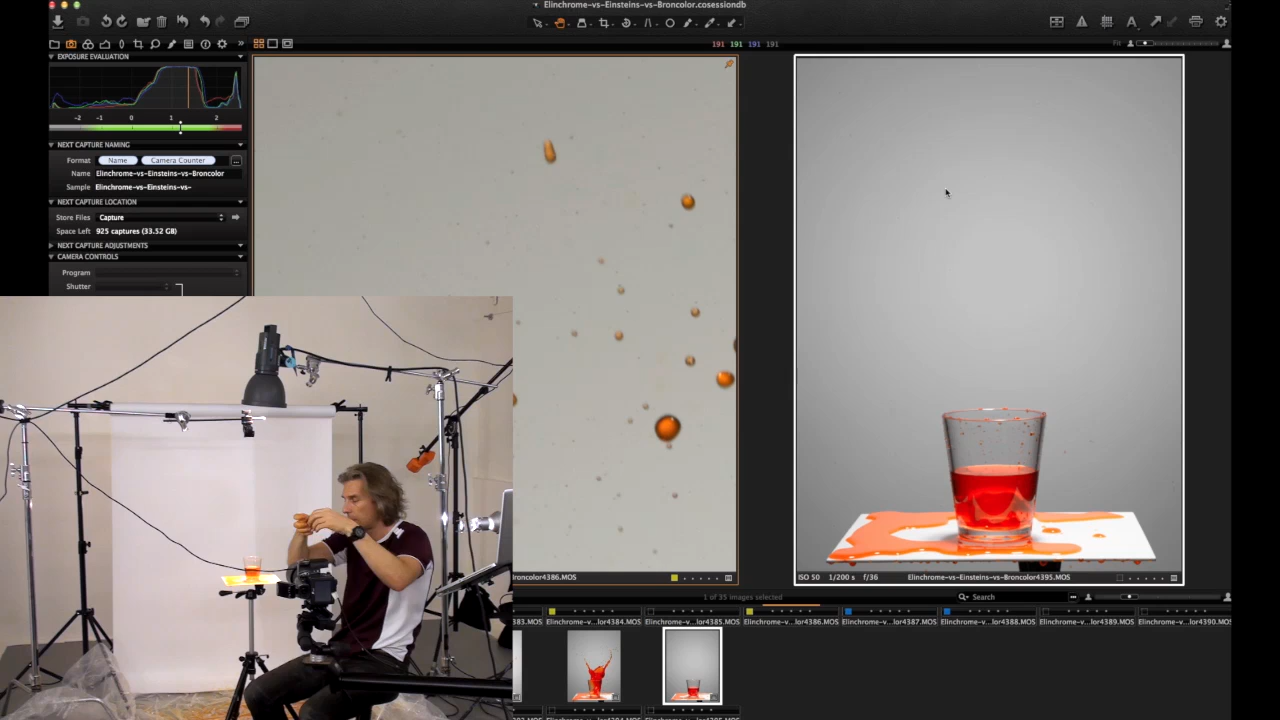 Elinchrome-vs-Einsteins-vs-Broncolor.cosessiondb
191 191 191 191
Fit
EXPOSURE EVALUATION
-2 -1 0 1 2
NEXT CAPTURE NAMING
Format Name Camera Counter ...
Name Elinchrome-vs-Einsteins-vs-Broncolor
Sample Elinchrome-vs-Einsteins-vs-
NEXT CAPTURE LOCATION
Store Files Capture
Space Left 925 captures (33.52 GB)
NEXT CAPTURE ADJUSTMENTS
CAMERA CONTROLS
Program
Shutter
Broncolor4386.MOS
ISO 50 1/200 s f/36 Elinchrome-vs-Einsteins-vs-Broncolor4395.MOS
1 of 35 images selected
Search
383.MOS Elinchrome-v...lor4384.MOS Elinchrome-v...lor4385.MOS Elinchrome-v...lor4386.MOS Elinchrome-v...lor4387.MOS Elinchrome-v...lor4388.MOS Elinchrome-v...lor4389.MOS Elinchrome-v...lor4390.MOS